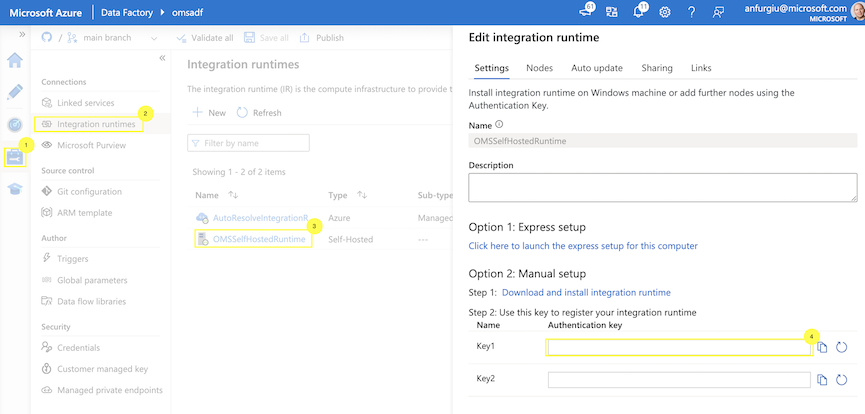 Microsoft Azure
Data Factory
omsadf
61
11
anfurgiu@microsoft.com
MICROSOFT
main branch
Validate all
Save all
Publish
Connections
Linked services
2
Integration runtimes
1
Microsoft Purview
Source control
Git configuration
ARM template
Author
Triggers
Global parameters
Data flow libraries
Security
Credentials
Customer managed key
Managed private endpoints
Integration runtimes
The integration runtime (IR) is the compute infrastructure to provide t
New
Refresh
Filter by name
Showing 1 - 2 of 2 items
Name
Type
Sub-type
AutoResolveIntegrationR
Azure
Managed
3
OMSSelfHostedRuntime
Self-Hosted
---
Edit integration runtime
Settings
Nodes
Auto update
Sharing
Links
Install integration runtime on Windows machine or add further nodes using the
Authentication Key.
Name
OMSSelfHostedRuntime
Description
Option 1: Express setup
Click here to launch the express setup for this computer
Option 2: Manual setup
Step 1: Download and install integration runtime
Step 2: Use this key to register your integration runtime
Name
Authentication key
4
Key1
Key2